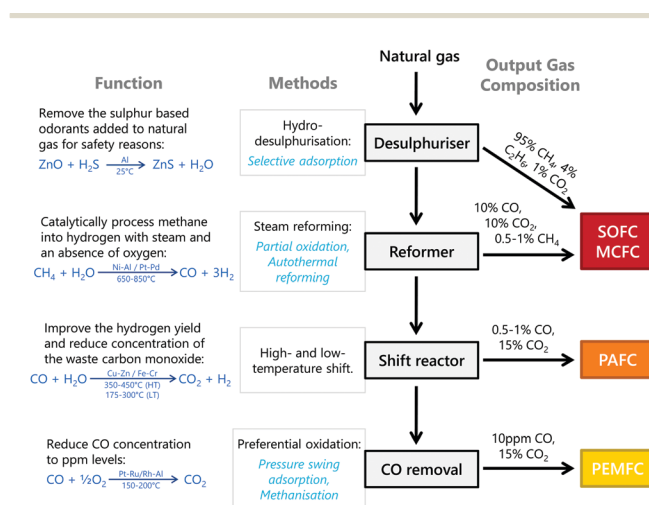 Natural gas
Function
Methods
Output Gas
Composition
Remove the sulphur based
odorants added to natural
gas for safety reasons:
ZnO + H₂S —Al→ ZnS + H₂O
25°C
Hydro-
desulphurisation:
Selective adsorption
Desulphuriser
95% CH₄, 4%
C₂H₆, 1% CO₂
Catalytically process methane
into hydrogen with steam and
an absence of oxygen:
CH₄ + H₂O —Ni-Al / Pt-Pd→ CO + 3H₂
650-850°C
Steam reforming:
Partial oxidation,
Autothermal
reforming
Reformer
10% CO,
10% CO₂,
0.5-1% CH₄
SOFC
MCFC
Improve the hydrogen yield
and reduce concentration of
the waste carbon monoxide:
CO + H₂O —Cu-Zn / Fe-Cr→ CO₂ + H₂
350-450°C (HT)
175-300°C (LT)
High- and low-
temperature shift.
Shift reactor
0.5-1% CO,
15% CO₂
PAFC
Reduce CO concentration
to ppm levels:
CO + ½O₂ —Pt-Ru/Rh-Al→ CO₂
150-200°C
Preferential oxidation:
Pressure swing
adsorption,
Methanisation
CO removal
10ppm CO,
15% CO₂
PEMFC